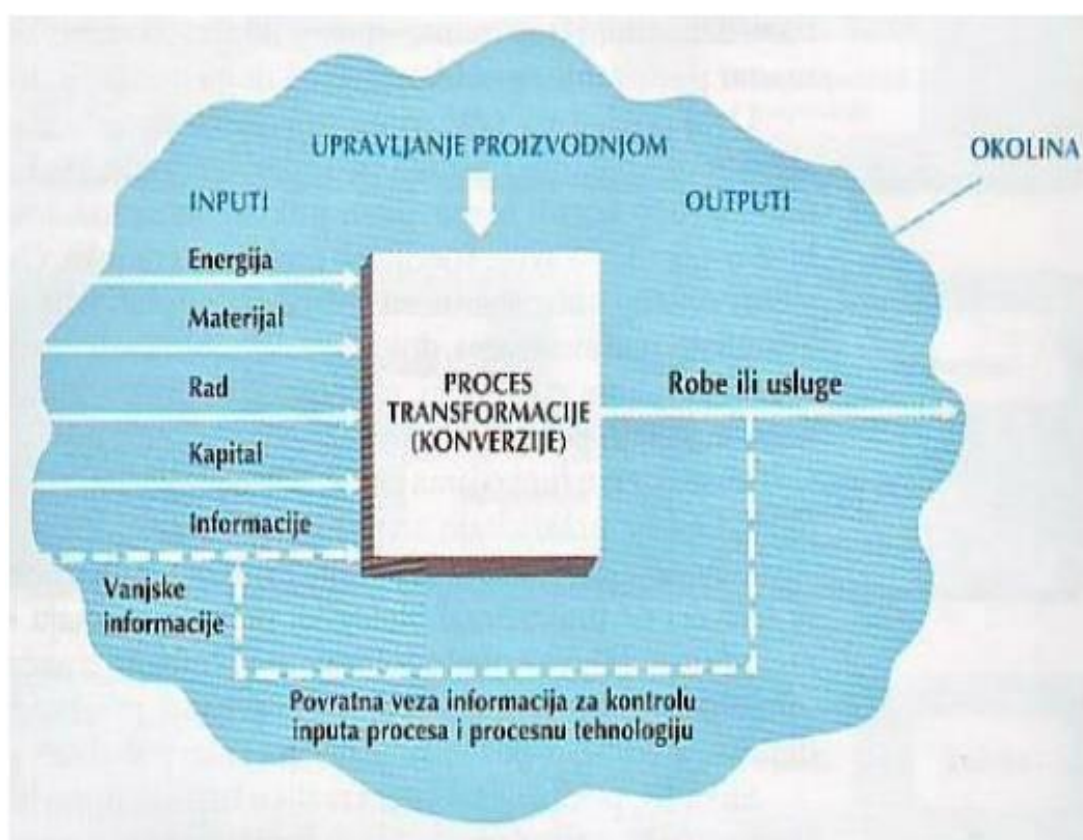 UPRAVLJANJE PROIZVODNJOM
OKOLINA
INPUTI
OUTPUTI
Energija
Materijal
Rad
Kapital
Informacije
Vanjske
informacije
PROCES
TRANSFORMACIJE
(KONVERZIJE)
Robe ili usluge
Povratna veza informacija za kontrolu
inputa procesa i procesnu tehnologiju